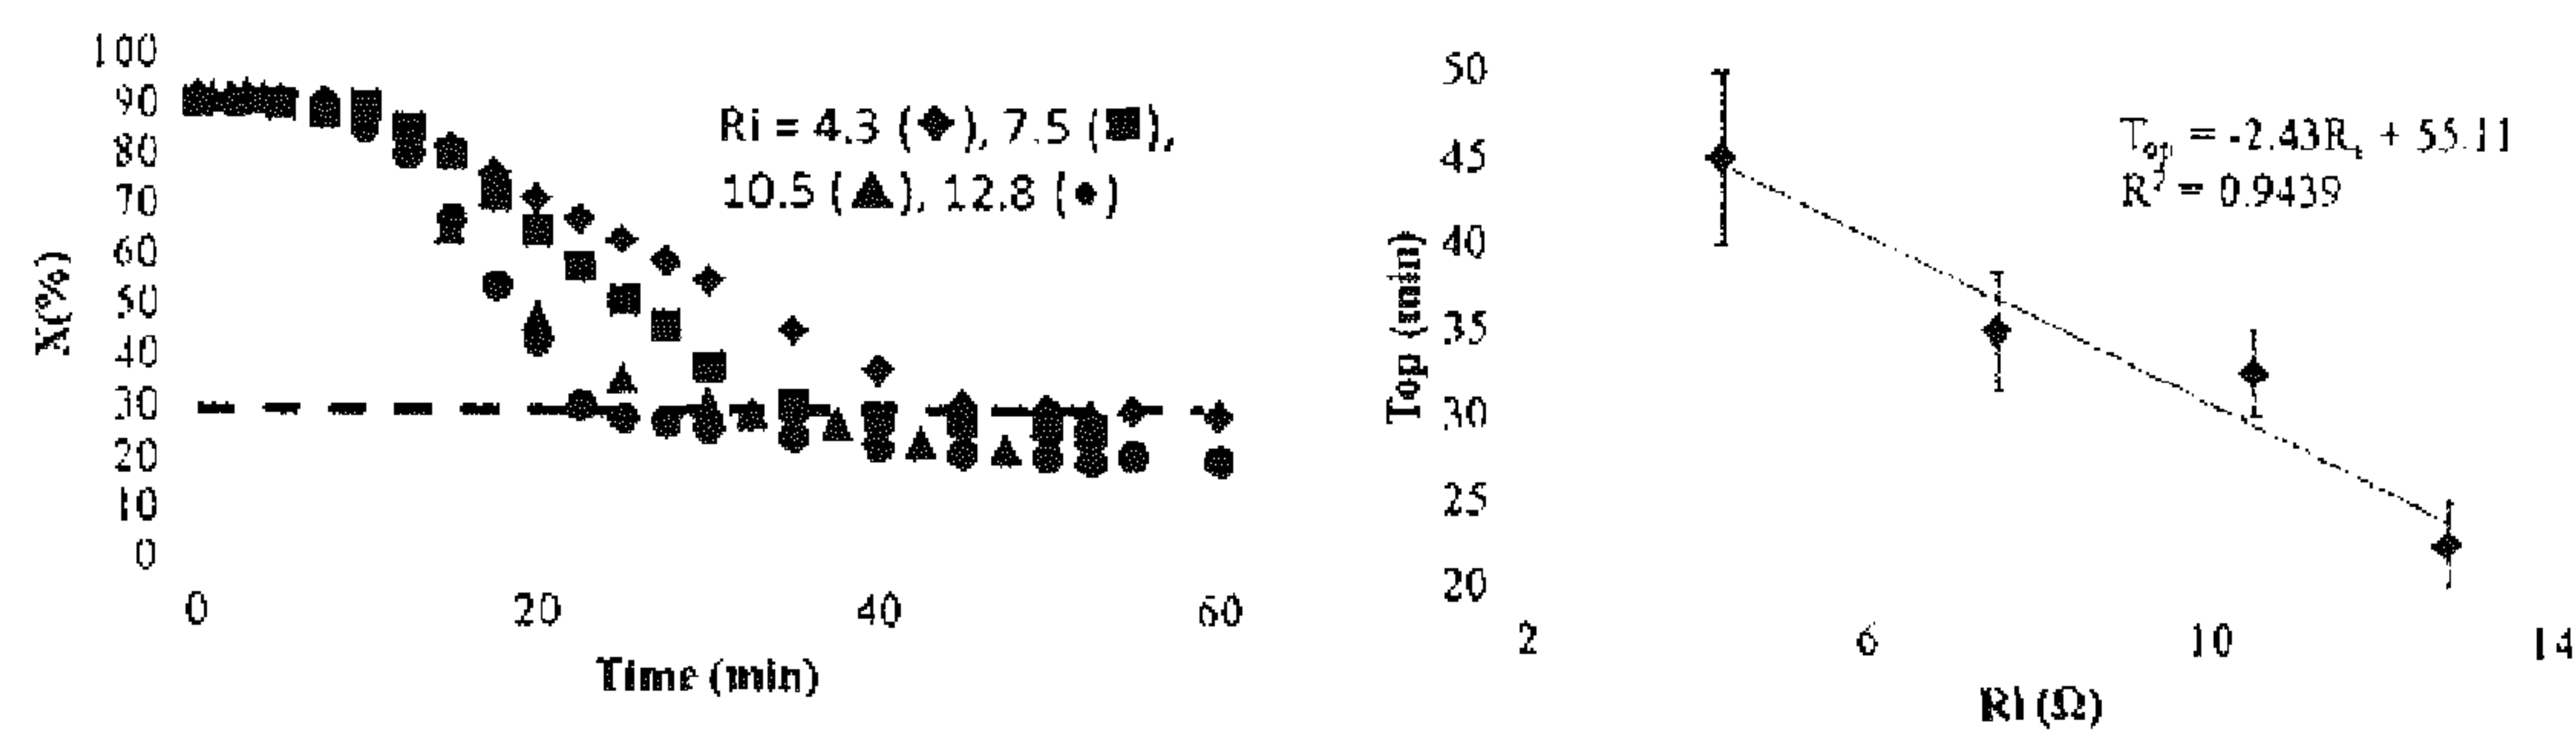 100
90
80
70
60
50
40
30
20
10
0
X(%)
Ri = 4.3 (◆), 7.5 (■),
10.5 (▲), 12.8 (●)
0 20 40 60
Time (min)
50
45
40
35
30
25
20
Top (min)
T_op = -2.43R_i + 55.11
R² = 0.9439
2 6 10 14
Ri (Ω)